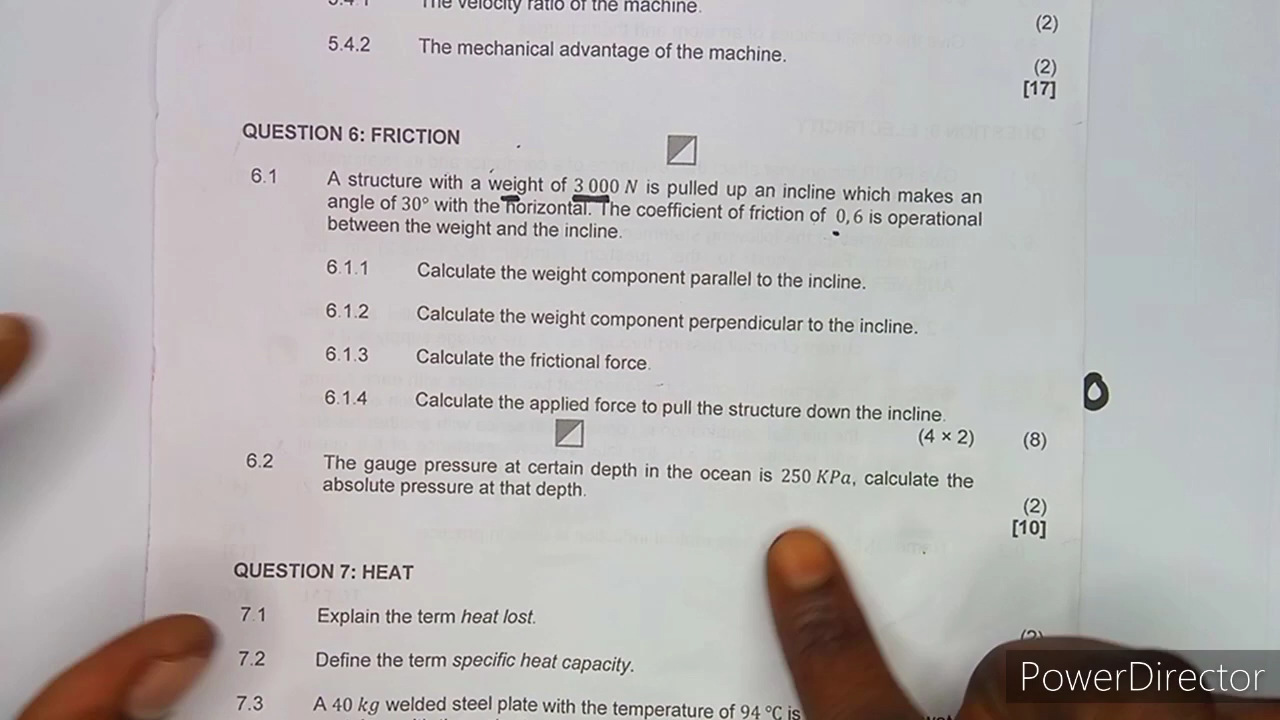 The velocity ratio of the machine.
(2)
5.4.2 The mechanical advantage of the machine.
(2)
[17]
QUESTION 6: FRICTION
6.1 A structure with a weight of 3 000 N is pulled up an incline which makes an
angle of 30° with the horizontal. The coefficient of friction of 0,6 is operational
between the weight and the incline.
6.1.1 Calculate the weight component parallel to the incline.
6.1.2 Calculate the weight component perpendicular to the incline.
6.1.3 Calculate the frictional force.
6.1.4 Calculate the applied force to pull the structure down the incline.
(4 × 2) (8)
6.2 The gauge pressure at certain depth in the ocean is 250 KPa, calculate the
absolute pressure at that depth.
(2)
[10]
QUESTION 7: HEAT
7.1 Explain the term heat lost.
7.2 Define the term specific heat capacity.
7.3 A 40 kg welded steel plate with the temperature of 94 °C is
PowerDirector